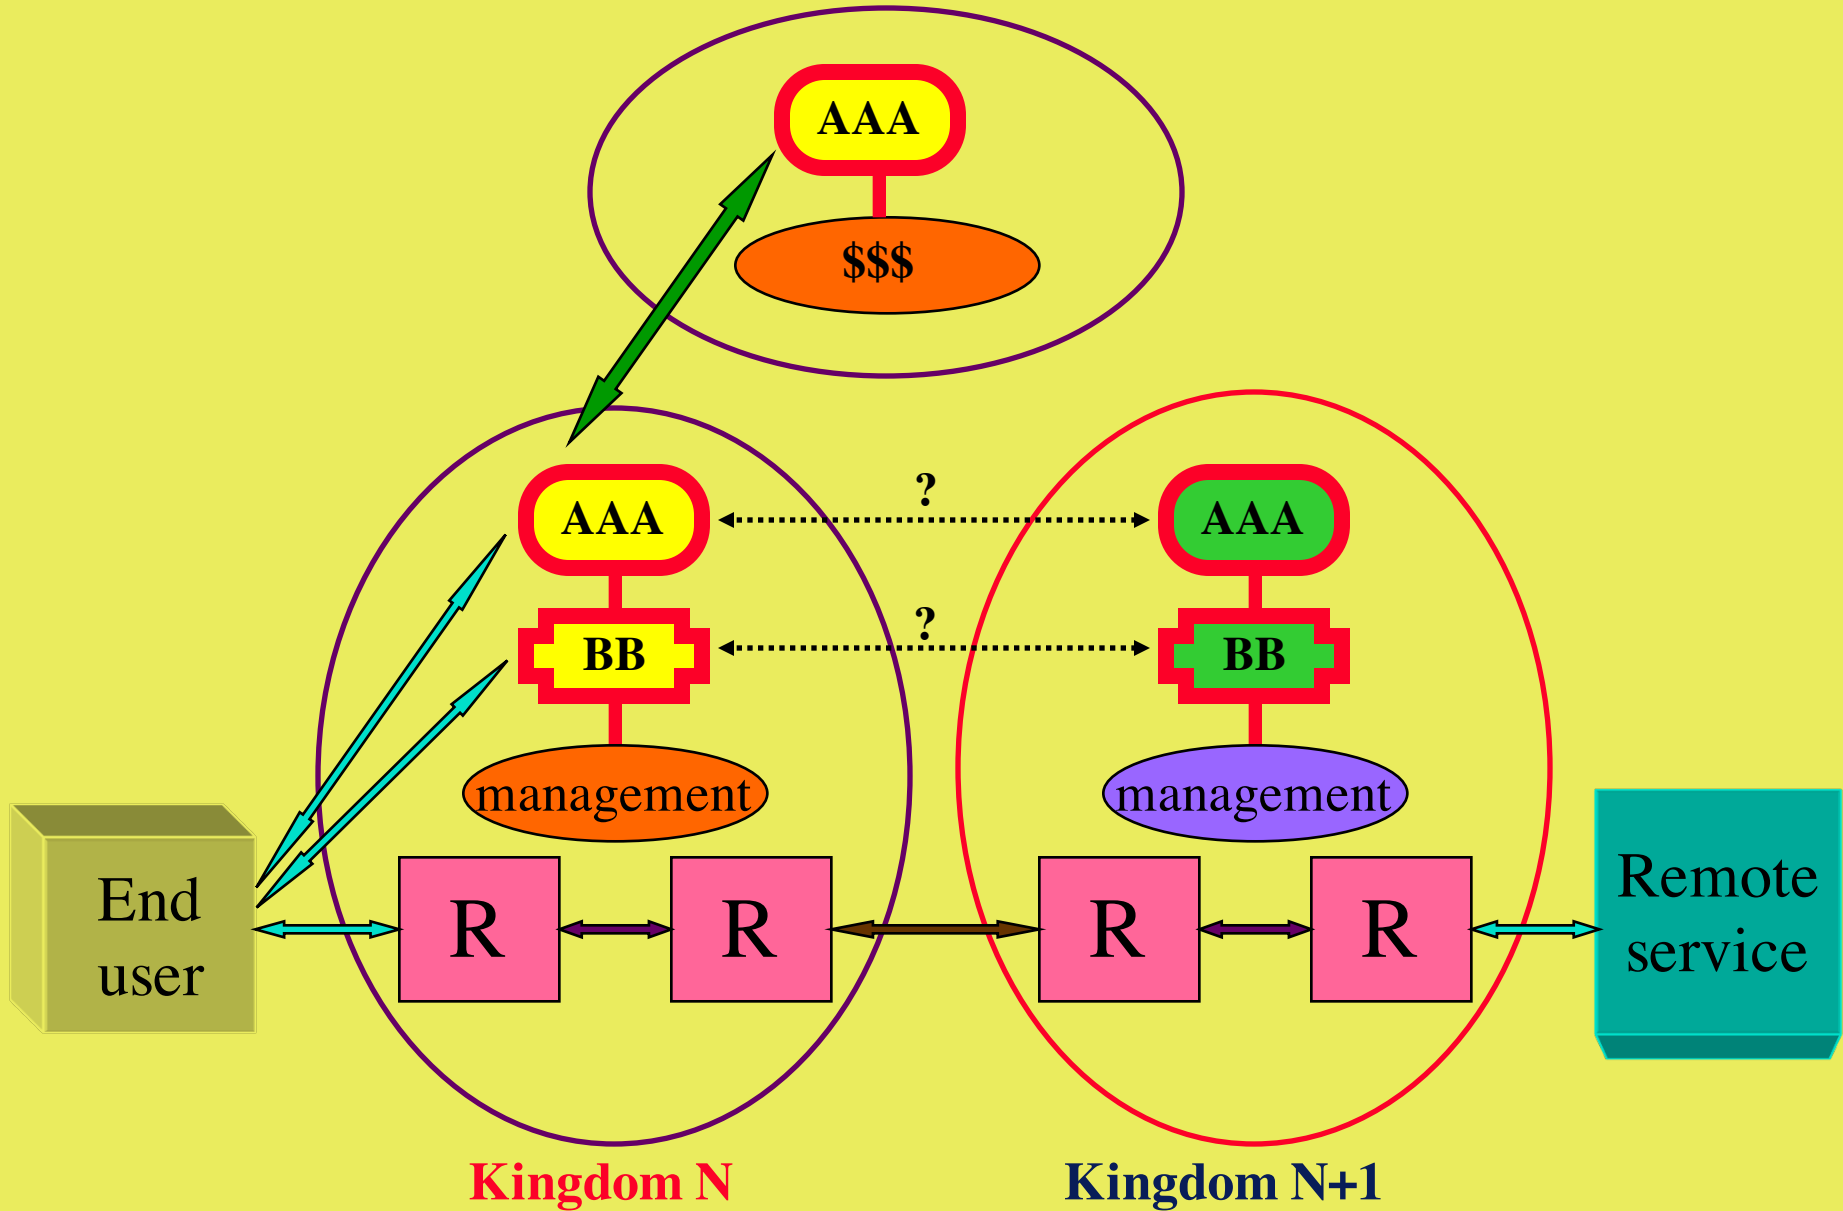 AAA
$$$
?
AAA
AAA
?
BB
BB
management
management
End
user
R
R
R
R
Remote
service
Kingdom N
Kingdom N+1